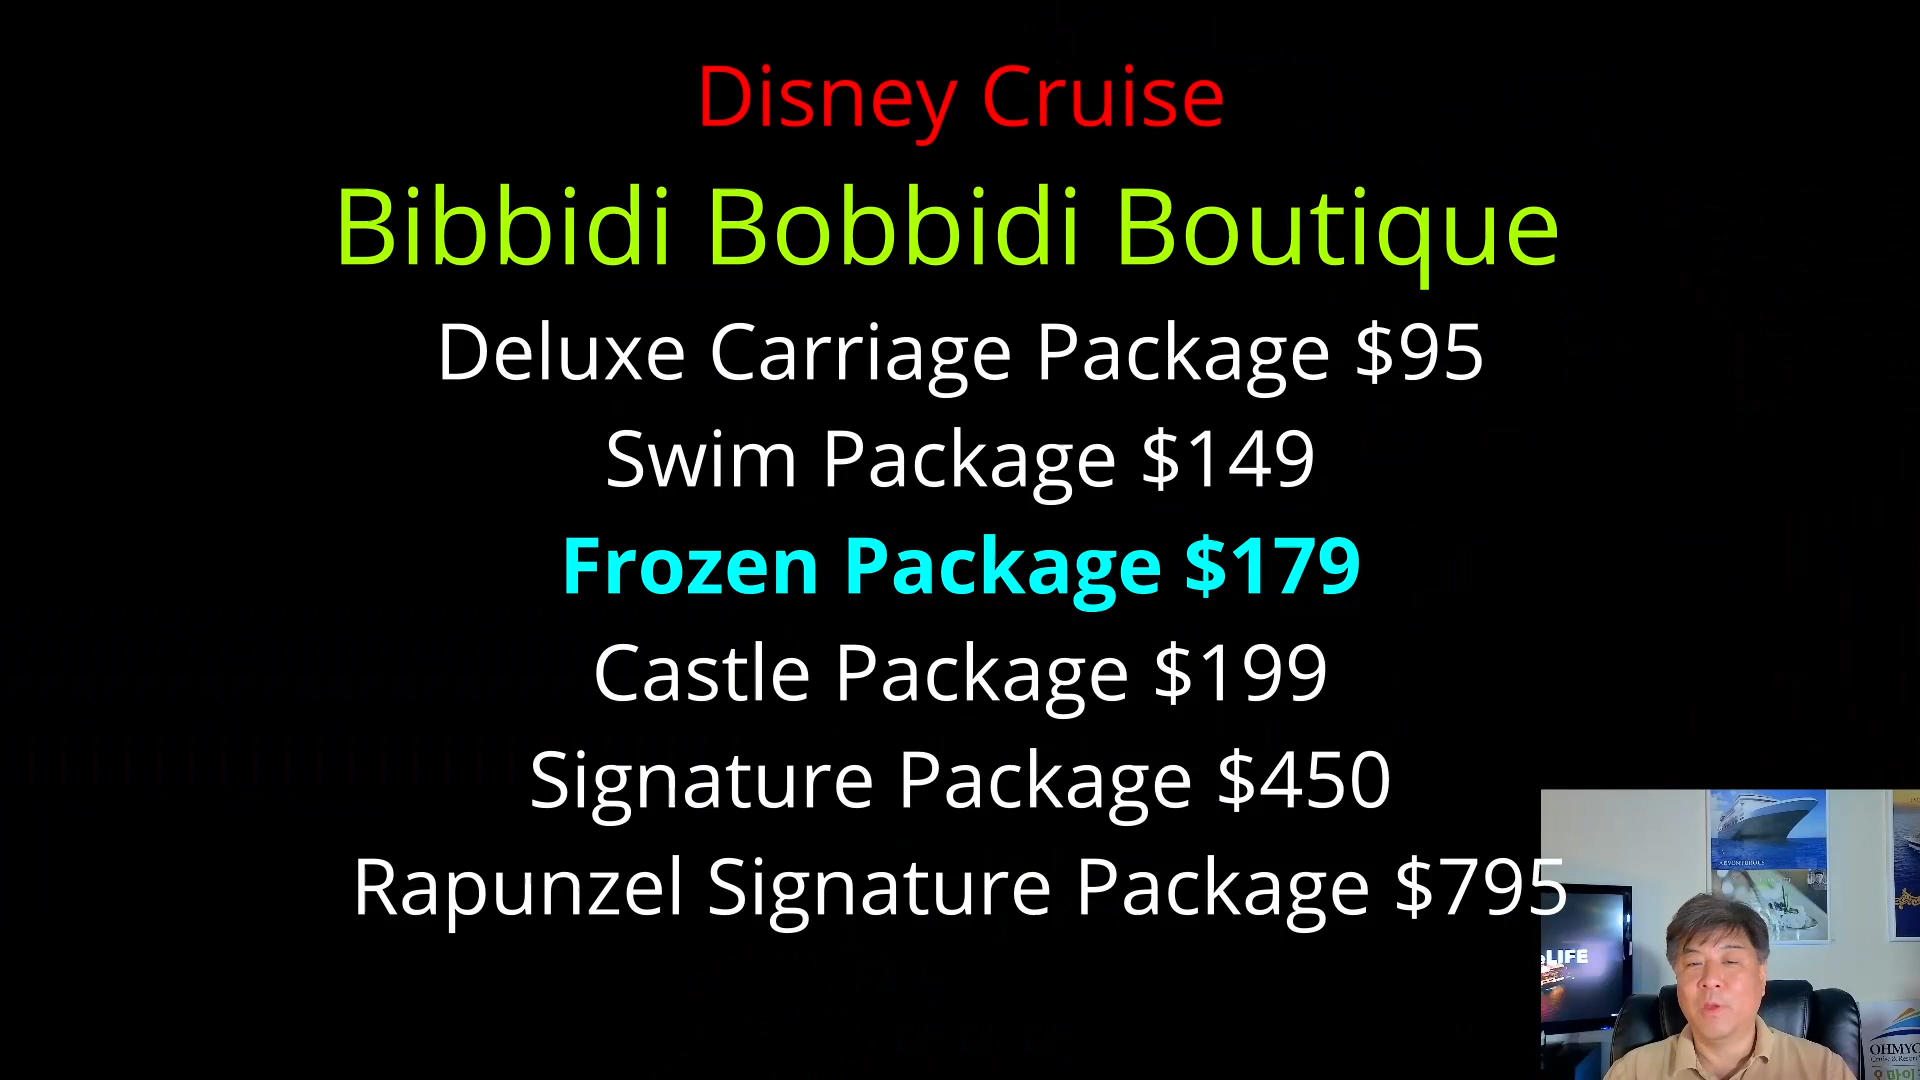 Disney Cruise
Bibbidi Bobbidi Boutique
Deluxe Carriage Package $95
Swim Package $149
Frozen Package $179
Castle Package $199
Signature Package $450
Rapunzel Signature Package $795
LIFE